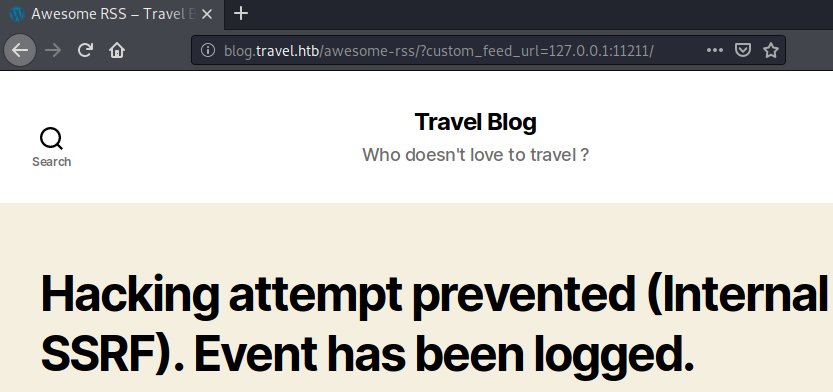 Awesome RSS – Travel B
blog.travel.htb/awesome-rss/?custom_feed_url=127.0.0.1:11211/
Travel Blog
Search
Who doesn't love to travel ?
Hacking attempt prevented (Internal
SSRF). Event has been logged.